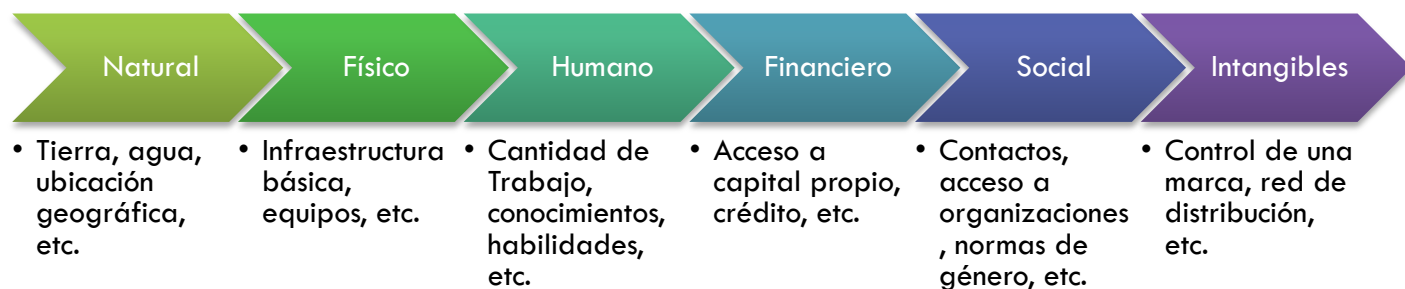 Natural
Físico
Humano
Financiero
Social
Intangibles
• Tierra, agua,
ubicación
geográfica,
etc.
• Infraestructura
básica,
equipos, etc.
• Cantidad de
Trabajo,
conocimientos,
habilidades,
etc.
• Acceso a
capital propio,
crédito, etc.
• Contactos,
acceso a
organizaciones
, normas de
género, etc.
• Control de una
marca, red de
distribución,
etc.